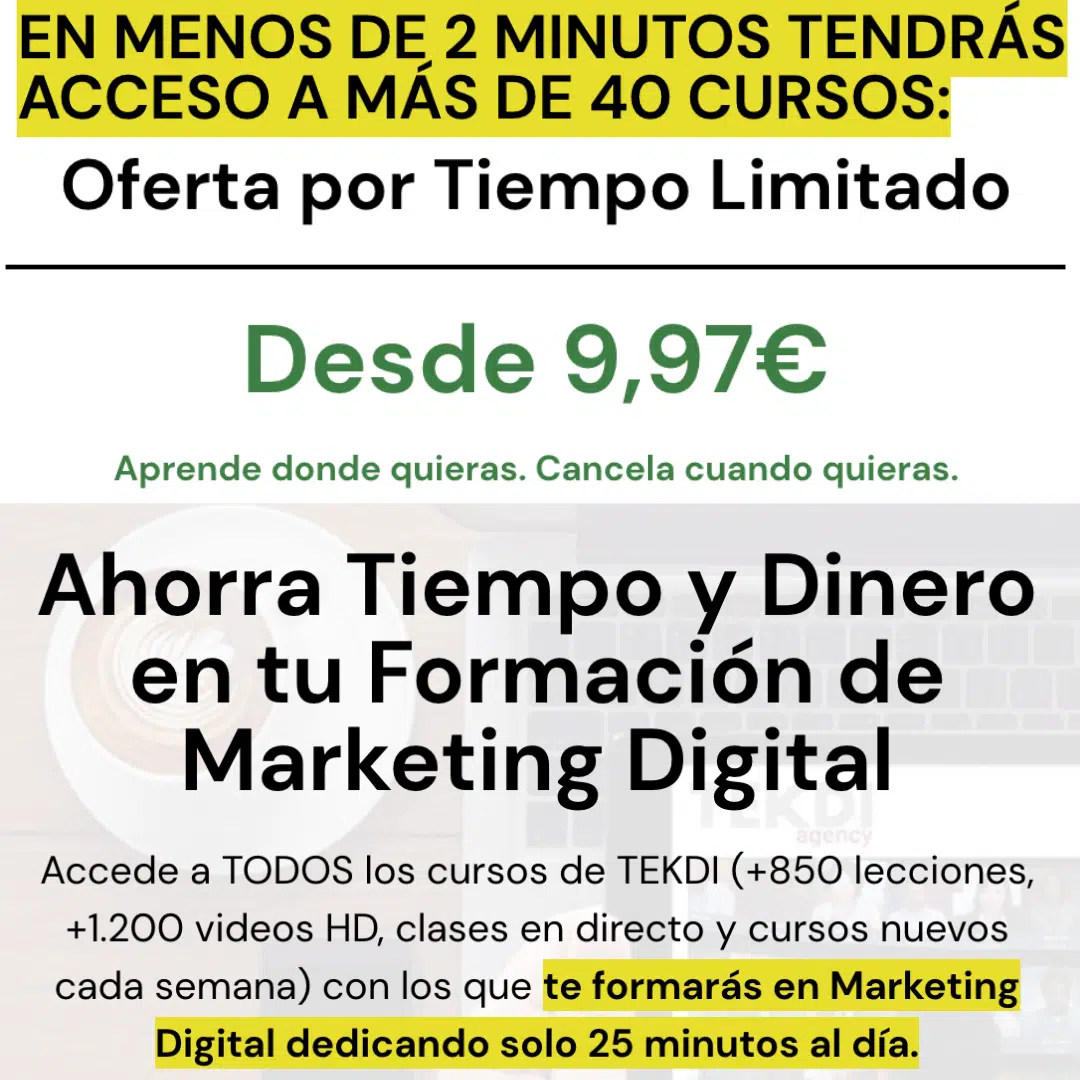 EN MENOS DE 2 MINUTOS TENDRÁS
ACCESO A MÁS DE 40 CURSOS:
Oferta por Tiempo Limitado
Desde 9,97€
Aprende donde quieras. Cancela cuando quieras.
Ahorra Tiempo y Dinero
en tu Formación de
Marketing Digital
TEKDI
agency
Accede a TODOS los cursos de TEKDI (+850 lecciones,
+1.200 videos HD, clases en directo y cursos nuevos
cada semana) con los que te formarás en Marketing
Digital dedicando solo 25 minutos al día.